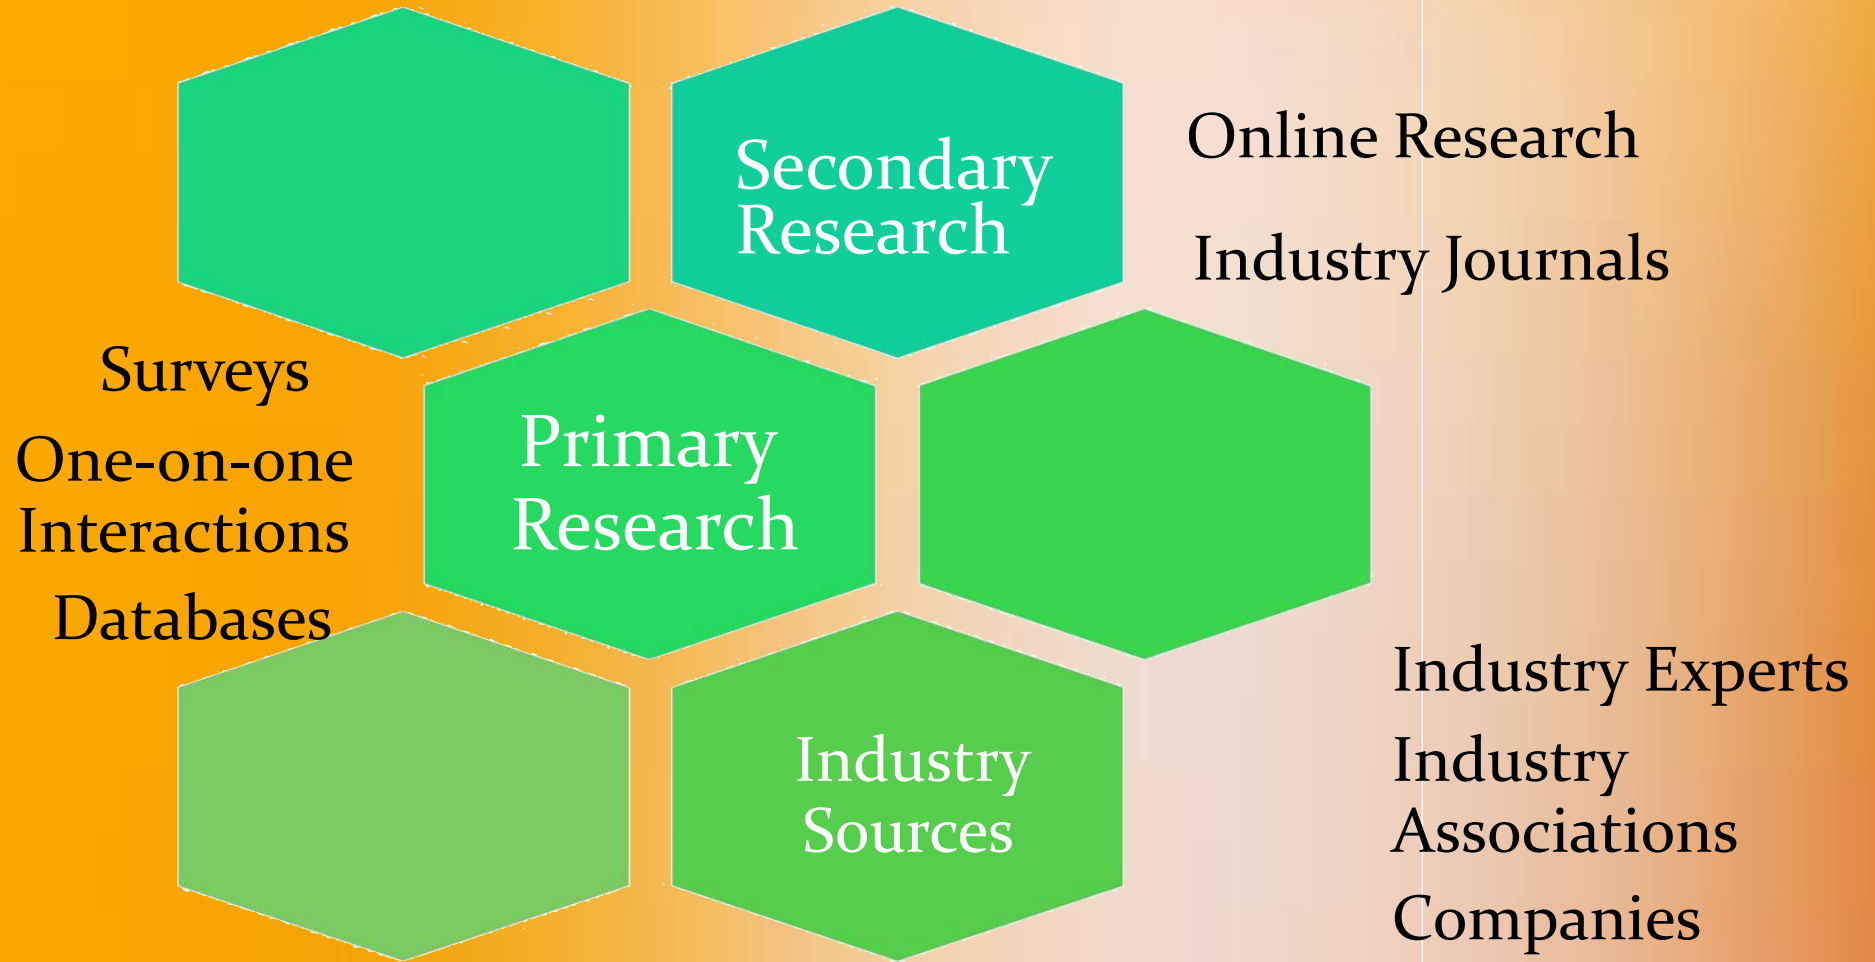 Secondary
Research
Online Research
Industry Journals
Surveys
One-on-one
Interactions
Databases
Primary
Research
Industry
Sources
Industry Experts
Industry
Associations
Companies